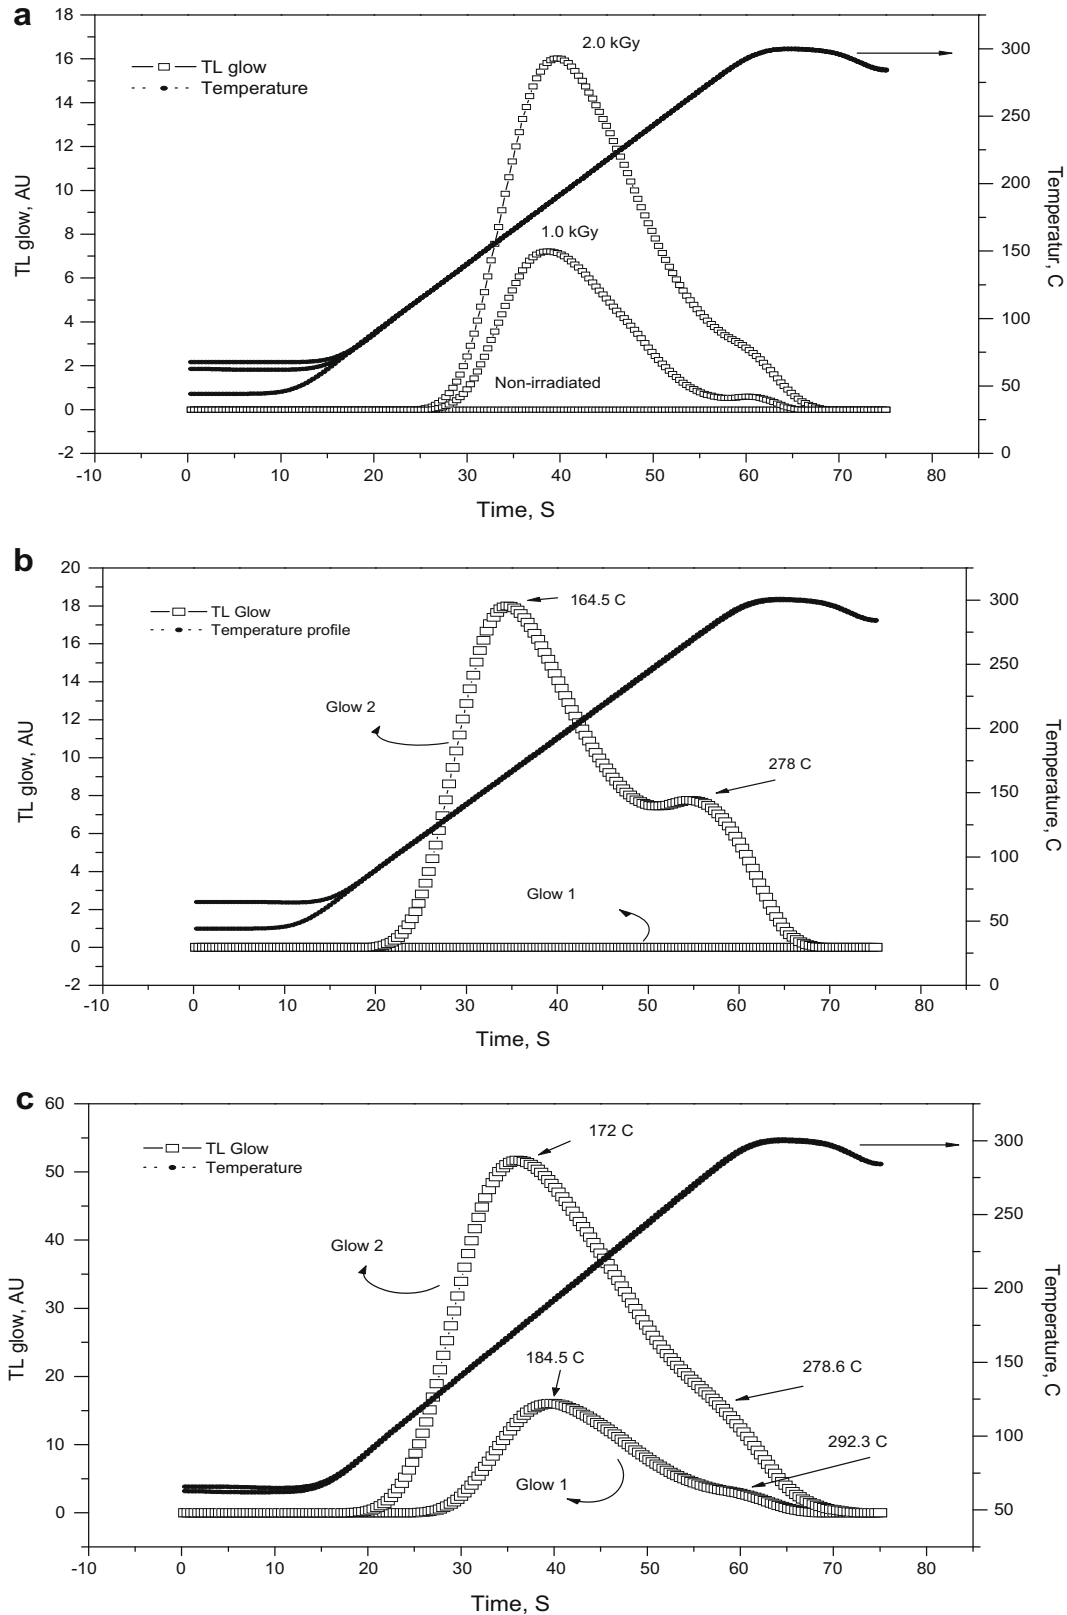 a
18
16
14
12
10
8
6
4
2
0
-2
TL glow, AU
TL glow
Temperature
2.0 kGy
1.0 kGy
Non-irradiated
300
250
200
150
100
50
0
Temperatur, C
-10 0 10 20 30 40 50 60 70 80
Time, S
b
20
18
16
14
12
10
8
6
4
2
0
-2
TL glow, AU
TL Glow
Temperature profile
164.5 C
Glow 2
278 C
Glow 1
300
250
200
150
100
50
0
Temperature, C
-10 0 10 20 30 40 50 60 70 80
Time, S
c
60
50
40
30
20
10
0
TL glow, AU
TL Glow
Temperature
172 C
Glow 2
184.5 C
278.6 C
292.3 C
Glow 1
300
250
200
150
100
50
Temperature, C
-10 0 10 20 30 40 50 60 70 80
Time, S